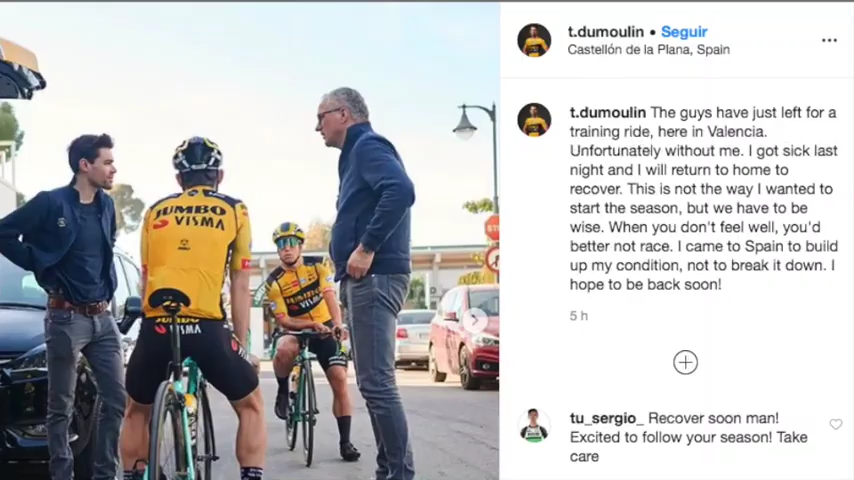 t.dumoulin • Seguir
Castellón de la Plana, Spain
t.dumoulin The guys have just left for a
training ride, here in Valencia.
Unfortunately without me. I got sick last
night and I will return to home to
recover. This is not the way I wanted to
start the season, but we have to be
wise. When you don't feel well, you'd
better not race. I came to Spain to build
up my condition, not to break it down. I
hope to be back soon!
5 h
tu_sergio_ Recover soon man!
Excited to follow your season! Take
care
JUMBO
VISMA
JUMBO
JUMBO
VISMA
STOP